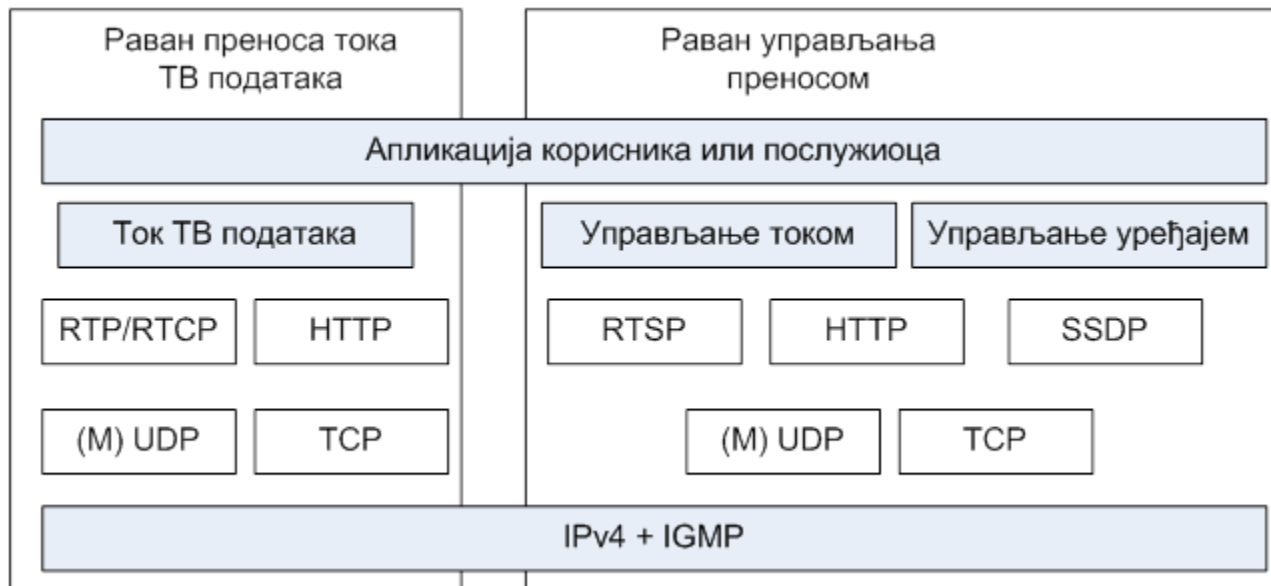 Раван преноса тока
ТВ података
Раван управљања
преносом
Апликација корисника или послужиоца
Ток ТВ података
Управљање током
Управљање уређајем
RTP/RTCP
HTTP
RTSP
HTTP
SSDP
(M) UDP
TCP
(M) UDP
TCP
IPv4 + IGMP